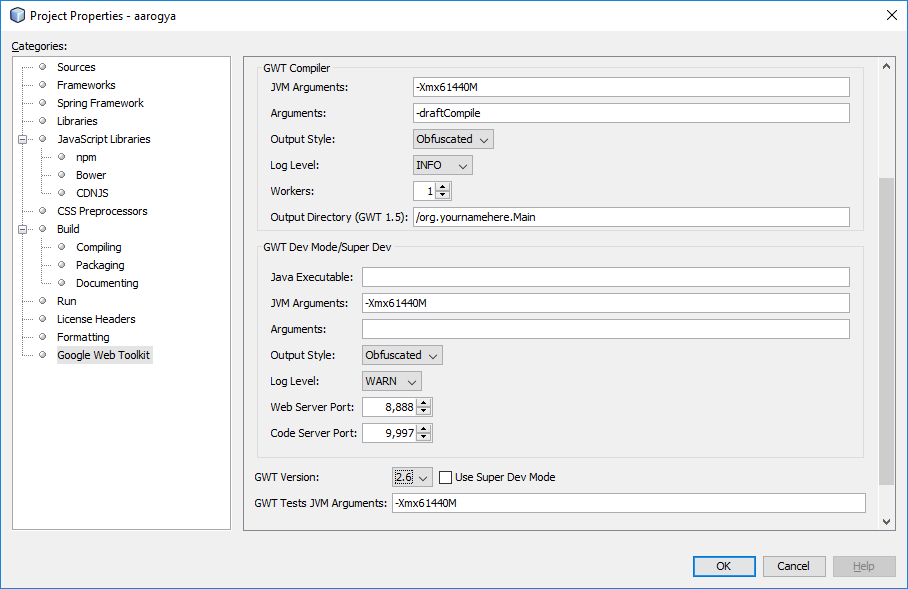 Project Properties - aarogya
Categories:
Sources
Frameworks
Spring Framework
Libraries
JavaScript Libraries
npm
Bower
CDNJS
CSS Preprocessors
Build
Compiling
Packaging
Documenting
Run
License Headers
Formatting
Google Web Toolkit
GWT Compiler
JVM Arguments: -Xmx61440M
Arguments: -draftCompile
Output Style: Obfuscated
Log Level: INFO
Workers: 1
Output Directory (GWT 1.5): /org.yournamehere.Main
GWT Dev Mode/Super Dev
Java Executable:
JVM Arguments: -Xmx61440M
Arguments:
Output Style: Obfuscated
Log Level: WARN
Web Server Port: 8,888
Code Server Port: 9,997
GWT Version: 2.6 Use Super Dev Mode
GWT Tests JVM Arguments: -Xmx61440M
OK Cancel Help